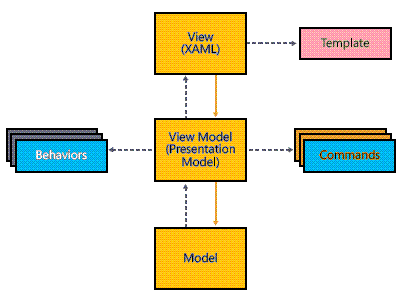 View
(XAML)
Template
Behaviors
View Model
(Presentation
Model)
Commands
Model